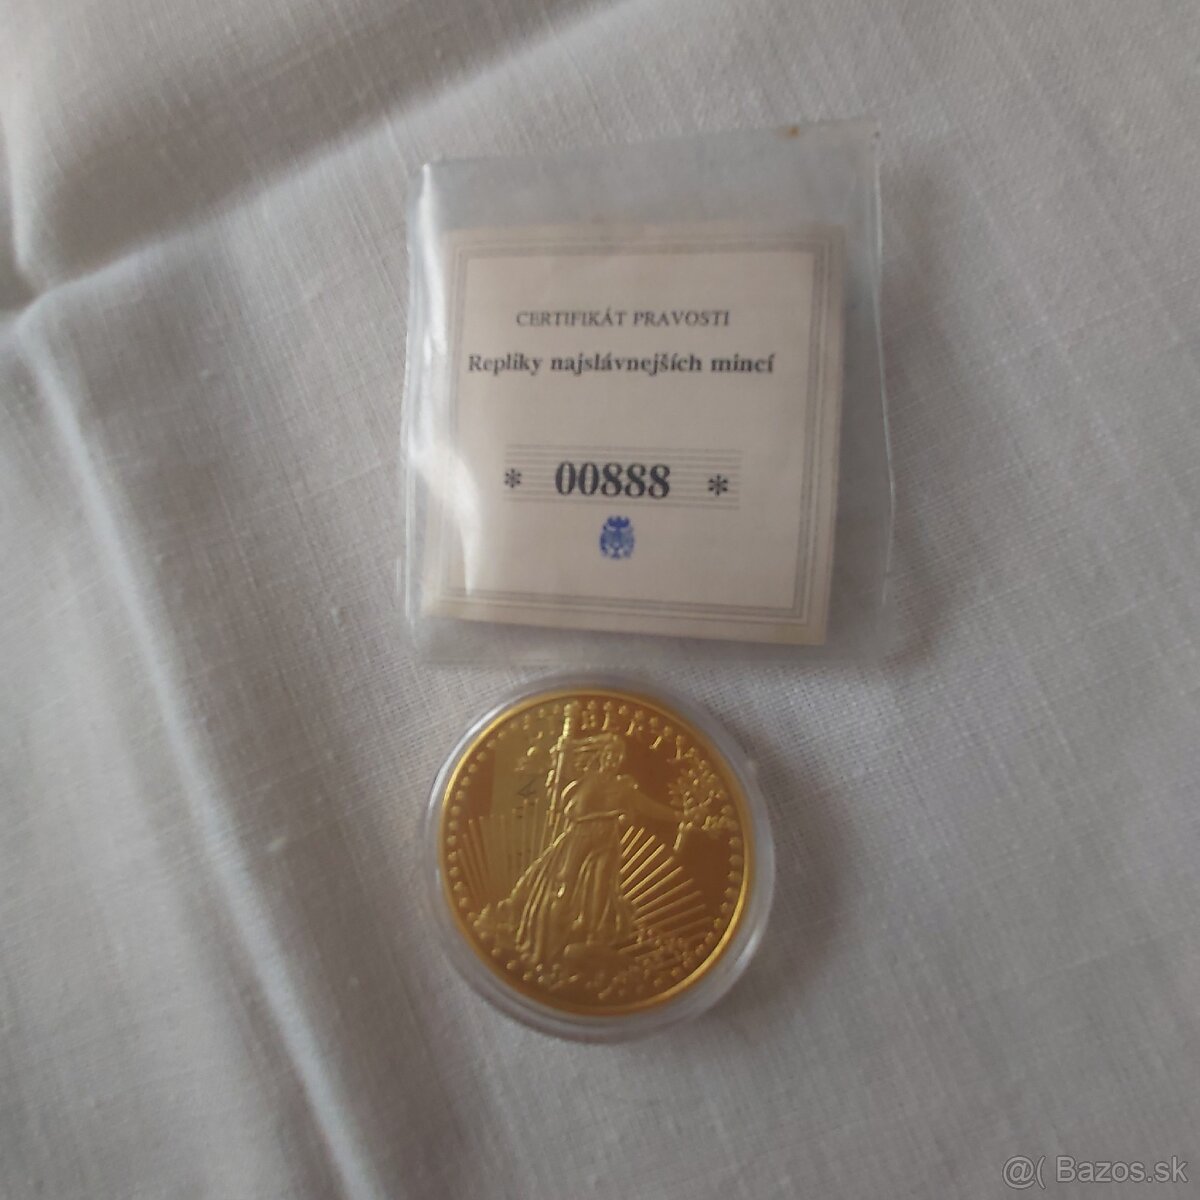 CERTIFIKÁT PRAVOSTI
Repliky najslávnejších mincí
* 00888 *
LIBERTY
@( Bazos.sk